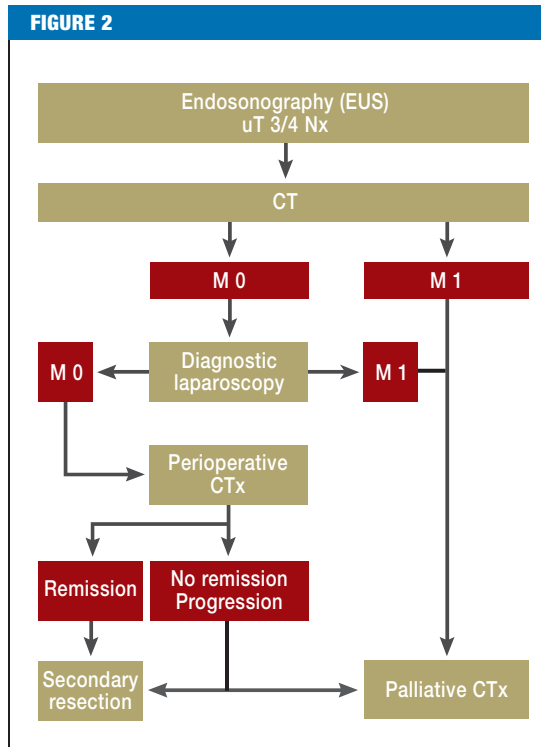 FIGURE 2
Endosonography (EUS)
uT 3/4 Nx
CT
M 0
M 1
M 0
Diagnostic
laparoscopy
M 1
Perioperative
CTx
Remission
No remission
Progression
Secondary
resection
Palliative CTx